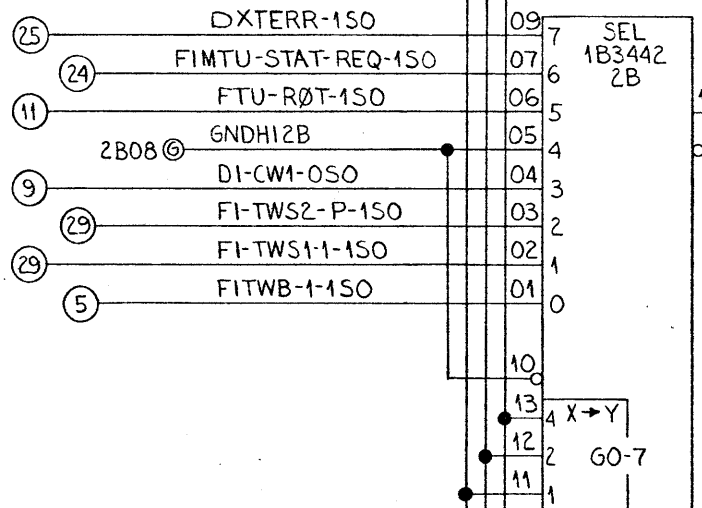 25 DXTERR-1SO 09 7 SEL
1B3442
24 FIMTU-STAT-REQ-1SO 07 6 2B
11 FTU-RØT-1SO 06 5
2B08 G GNDHI2B 05 4
9 DI-CW1-OSO 04 3
29 FI-TWS2-P-1SO 03 2
29 FI-TWS1-1-1SO 02 1
5 FITWB-1-1SO 01 0
10
13 4 X→Y
12 2 GO-7
11 1